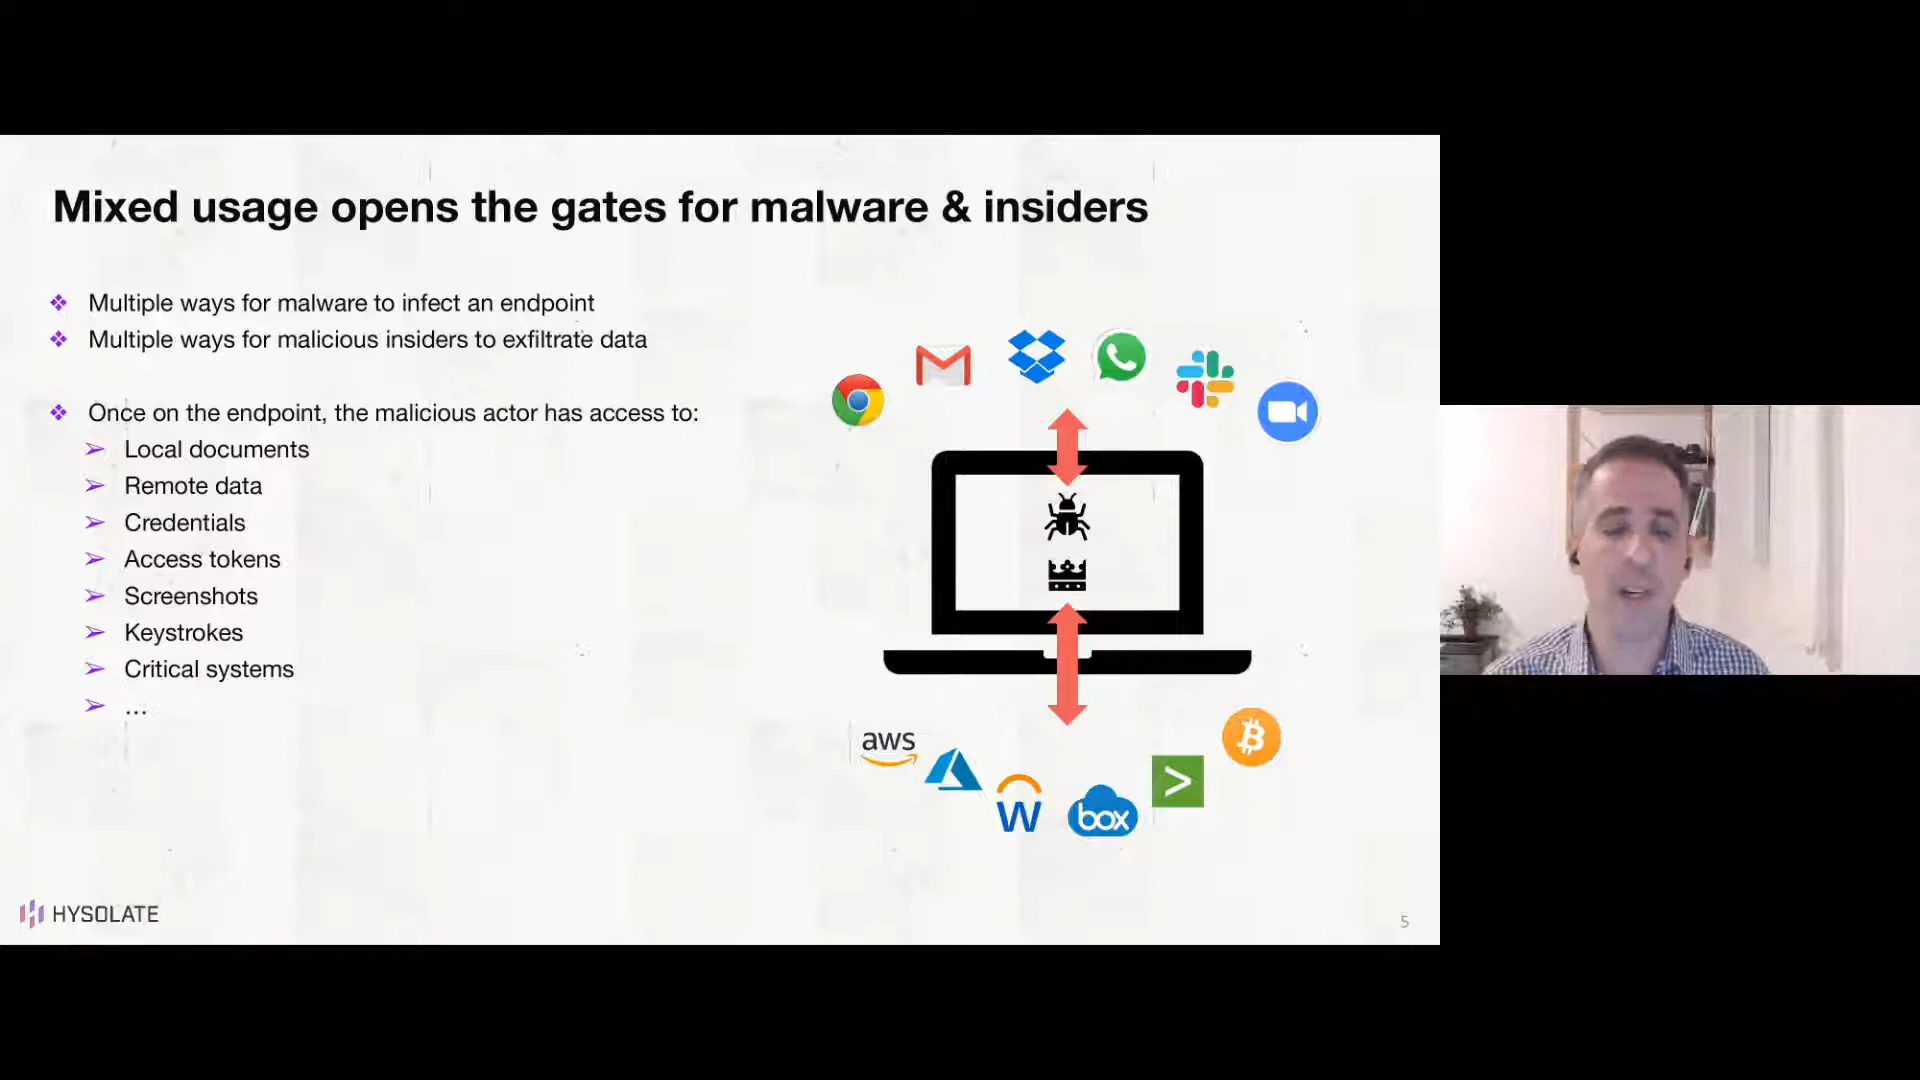 Mixed usage opens the gates for malware & insiders
❖ Multiple ways for malware to infect an endpoint
❖ Multiple ways for malicious insiders to exfiltrate data
❖ Once on the endpoint, the malicious actor has access to:
➢ Local documents
➢ Remote data
➢ Credentials
➢ Access tokens
➢ Screenshots
➢ Keystrokes
➢ Critical systems
➢ ...
aws
W
box
>
₿
HYSOLATE
5